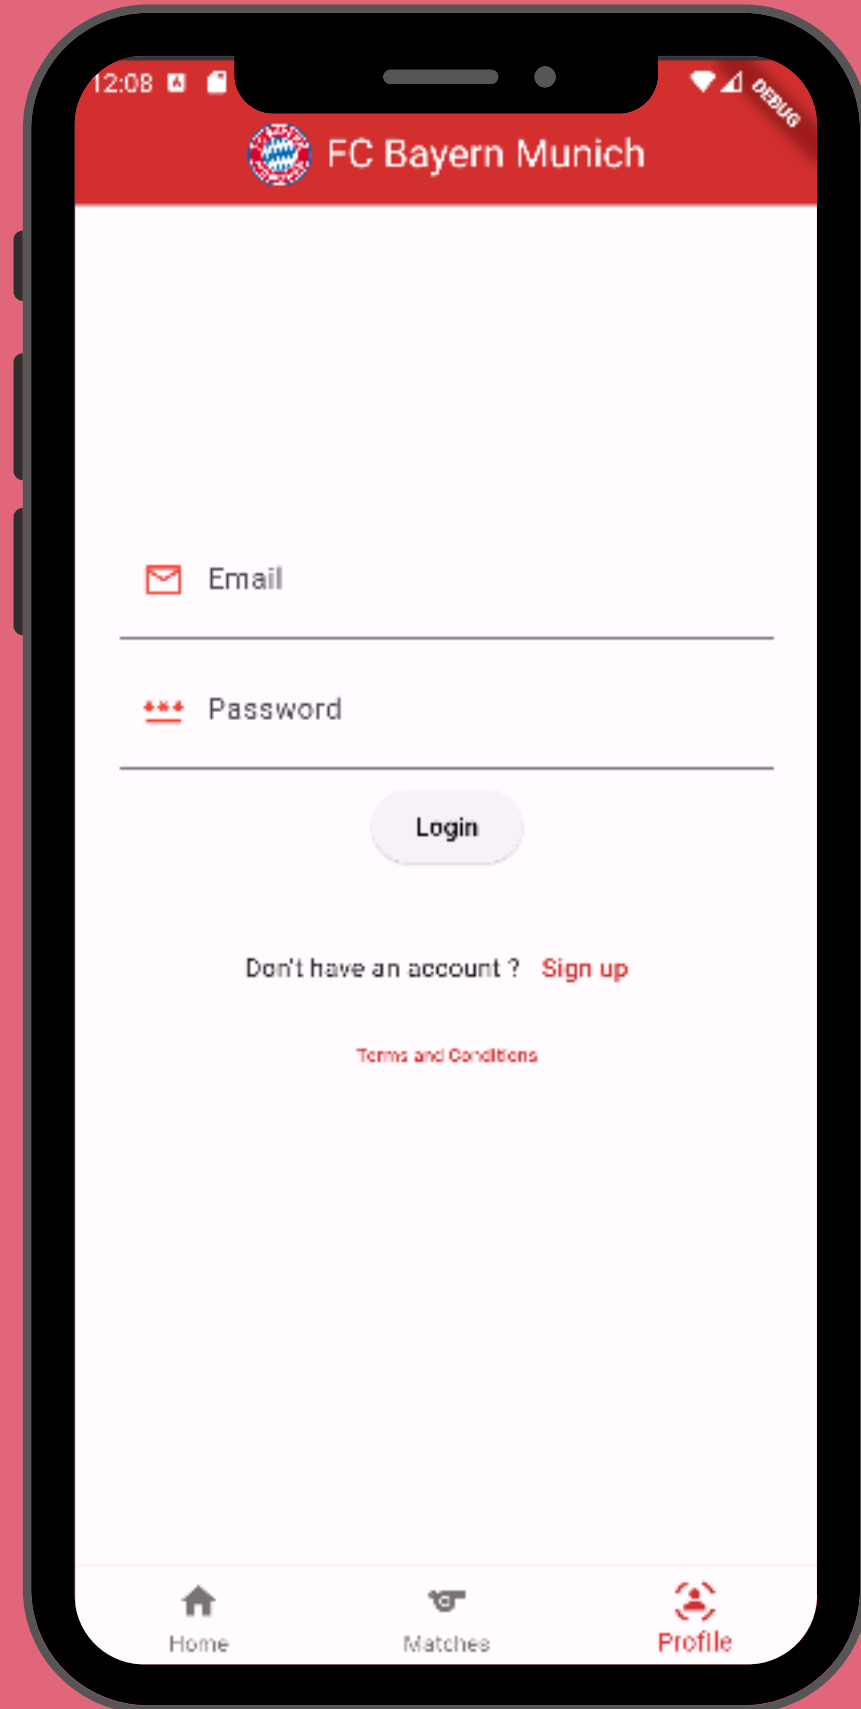 12:08
DEBUG
FC Bayern Munich
Email
Password
Login
Don't have an account ? Sign up
Terms and Conditions
Home
Matches
Profile